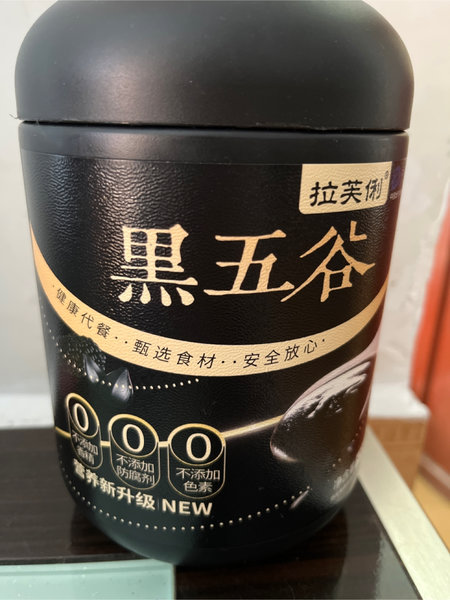 拉芙俐
黑五谷
·健康代餐··甄选食材··安全放心·
0 0 0
不添加 不添加 不添加
防腐剂 色素
营养新升级 NEW